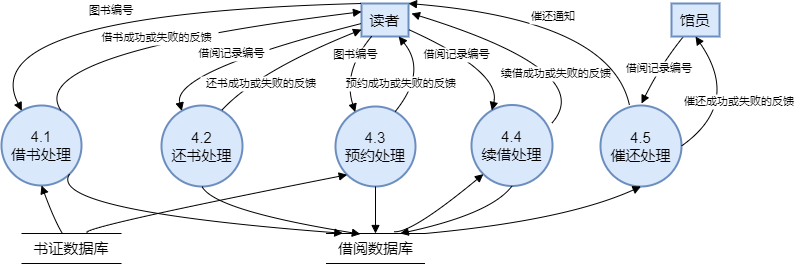 图书编号
读者
催还通知
馆员
借书成功或失败的反馈
借阅记录编号
图书编号
借阅记录编号
续借成功或失败的反馈
借阅记录编号
还书成功或失败的反馈
预约成功或失败的反馈
催还成功或失败的反馈
4.1
借书处理
4.2
还书处理
4.3
预约处理
4.4
续借处理
4.5
催还处理
书证数据库
借阅数据库